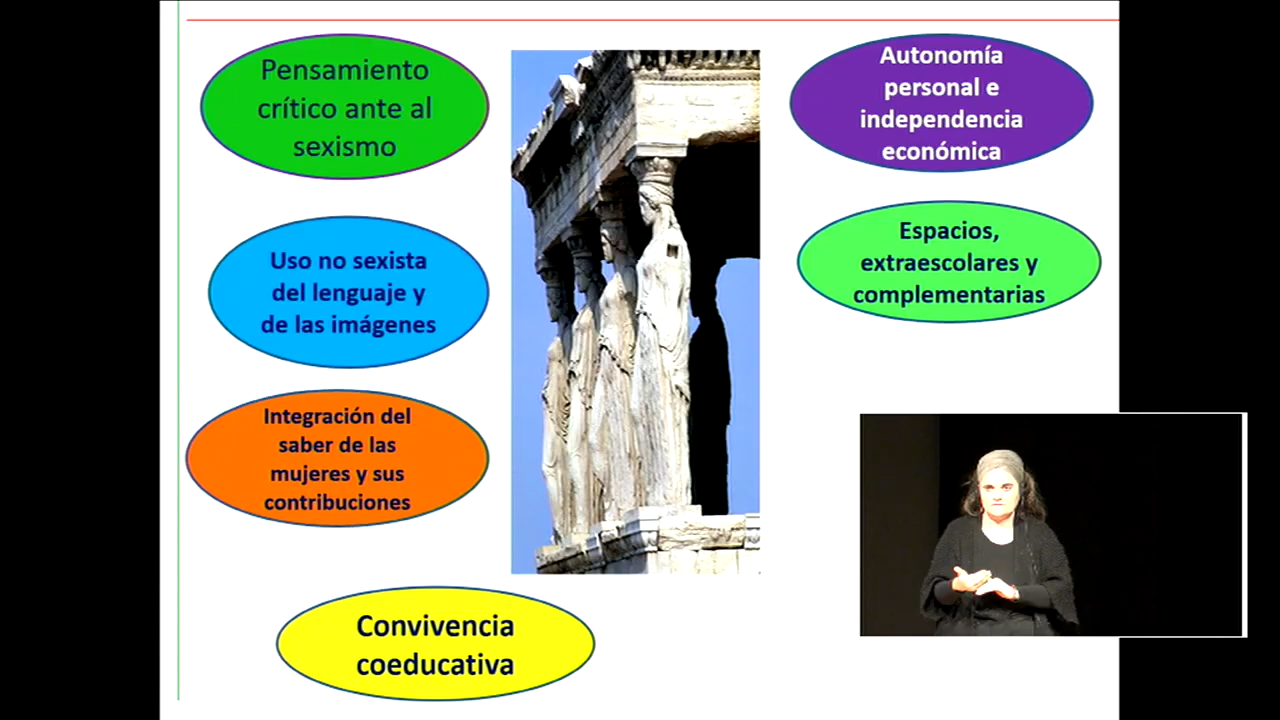 Pensamiento
crítico ante al
sexismo
Uso no sexista
del lenguaje y
de las imágenes
Integración del
saber de las
mujeres y sus
contribuciones
Convivencia
coeducativa
Autonomía
personal e
independencia
económica
Espacios,
extraescolares y
complementarias